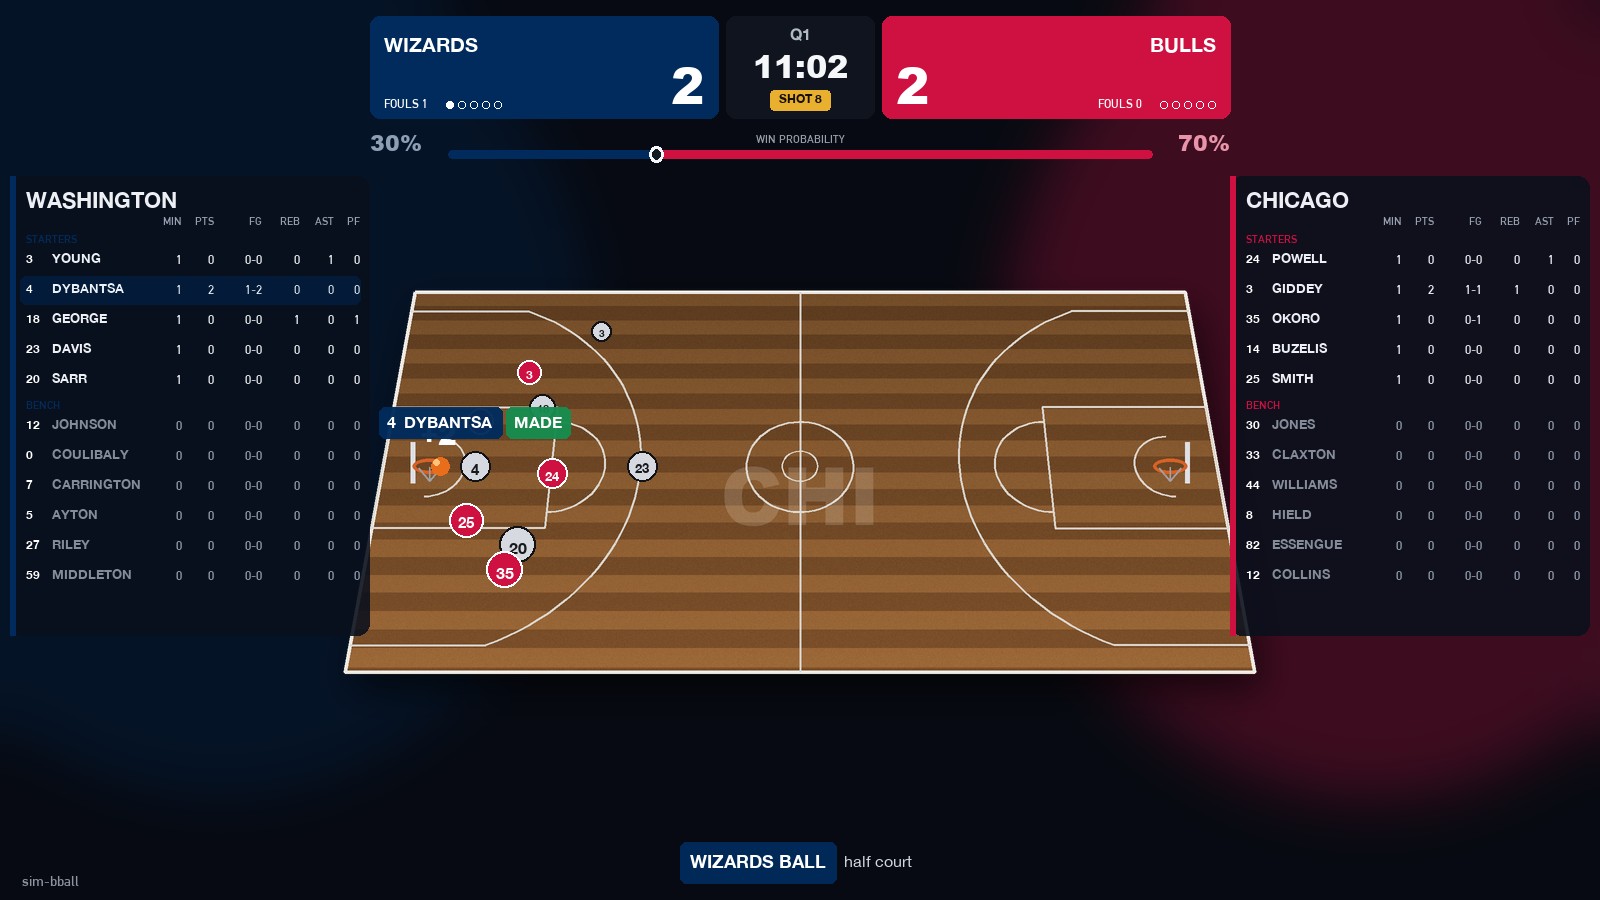 WIZARDS
2
FOULS 1
Q1
11:02
SHOT 8
BULLS
2
FOULS 0
30%
WIN PROBABILITY
70%
WASHINGTON
MIN PTS FG REB AST PF
STARTERS
3 YOUNG 1 0 0-0 0 1 0
4 DYBANTSA 1 2 1-2 0 0 0
18 GEORGE 1 0 0-0 1 0 1
23 DAVIS 1 0 0-0 0 0 0
20 SARR 1 0 0-0 0 0 0
BENCH
12 JOHNSON 0 0 0-0 0 0 0
0 COULIBALY 0 0 0-0 0 0 0
7 CARRINGTON 0 0 0-0 0 0 0
5 AYTON 0 0 0-0 0 0 0
27 RILEY 0 0 0-0 0 0 0
59 MIDDLETON 0 0 0-0 0 0 0
CHICAGO
MIN PTS FG REB AST PF
STARTERS
24 POWELL 1 0 0-0 0 1 0
3 GIDDEY 1 2 1-1 1 0 0
35 OKORO 1 0 0-1 0 0 0
14 BUZELIS 1 0 0-0 0 0 0
25 SMITH 1 0 0-0 0 0 0
BENCH
30 JONES 0 0 0-0 0 0 0
33 CLAXTON 0 0 0-0 0 0 0
44 WILLIAMS 0 0 0-0 0 0 0
8 HIELD 0 0 0-0 0 0 0
82 ESSENGUE 0 0 0-0 0 0 0
12 COLLINS 0 0 0-0 0 0 0
3
3
4 DYBANTSA MADE
4
24
23
CHI
25
20
35
WIZARDS BALL half court
sim-bball